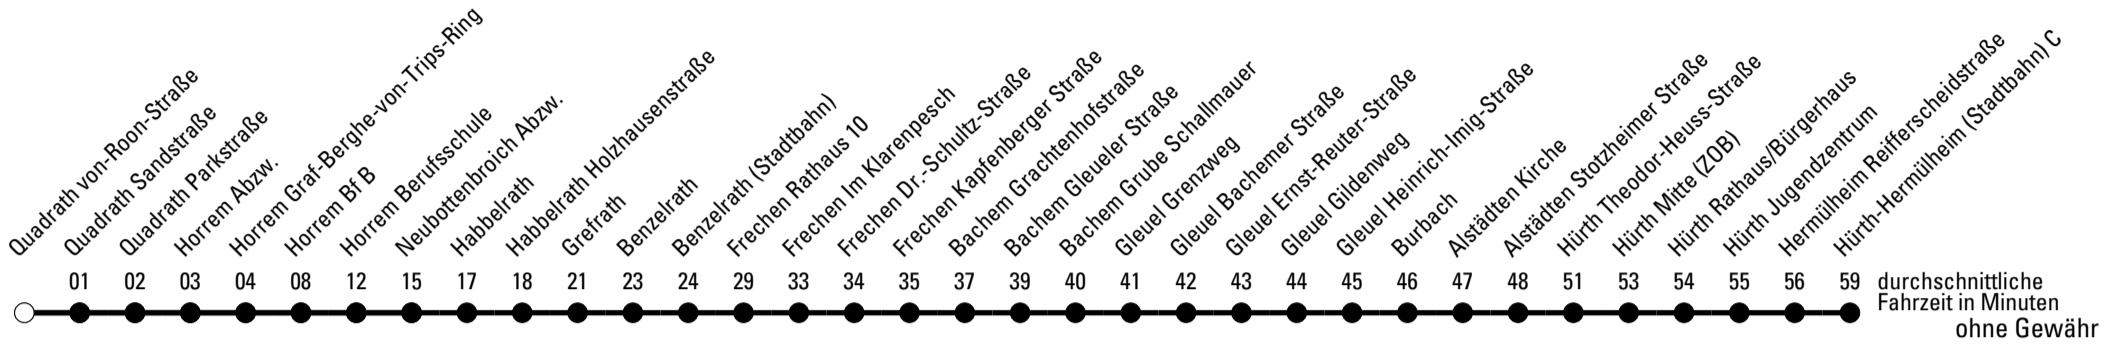 Quadrath von-Roon-Straße
Quadrath Sandstraße
Quadrath Parkstraße
Horrem Abzw.
Horrem Graf-Berghe-von-Trips-Ring
Horrem Bf B
Horrem Berufsschule
Neubottenbroich Abzw.
Habbelrath
Habbelrath Holzhausenstraße
Grefrath
Benzelrath
Benzelrath (Stadtbahn)
Frechen Rathaus 10
Frechen Im Klarenpesch
Frechen Dr.-Schultz-Straße
Frechen Kapfenberger Straße
Bachem Grachtenhofstraße
Bachem Gleueler Straße
Bachem Grube Schallmauer
Gleuel Grenzweg
Gleuel Bachemer Straße
Gleuel Ernst-Reuter-Straße
Gleuel Gildenweg
Gleuel Heinrich-Imig-Straße
Burbach
Alstädten Kirche
Alstädten Stotzheimer Straße
Hürth Theodor-Heuss-Straße
Hürth Mitte (ZOB)
Hürth Rathaus/Bürgerhaus
Hürth Jugendzentrum
Hermülheim Reifferscheidstraße
Hürth-Hermülheim (Stadtbahn) C
01 02 03 04 08 12 15 17 18 21 23 24 29 33 34 35 37 39 40 41 42 43 44 45 46 47 48 51 53 54 55 56 59 durchschnittliche
Fahrzeit in Minuten
ohne Gewähr